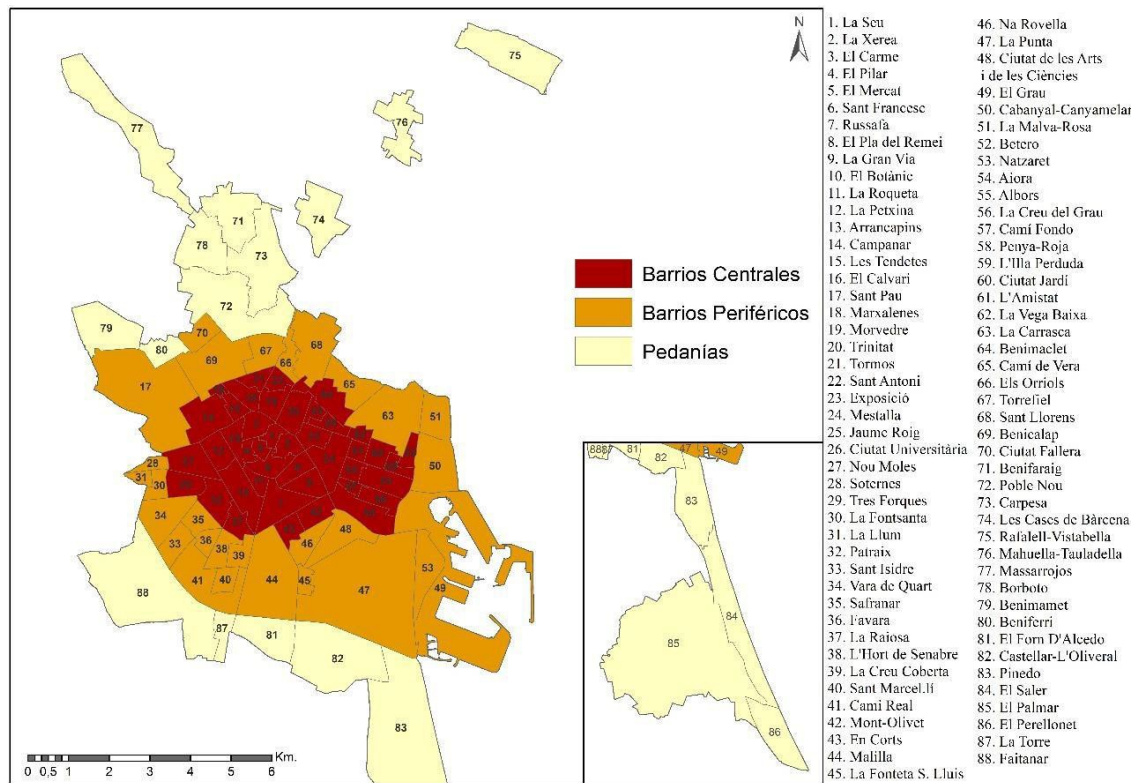 N
75
77
76
71
74
78
73
72
79
80
70
69
67
66
68
65
17
63
51
50
28
31
30
34
35
33
36
38
39
41
40
44
45
46
48
47
53
49
88
87
81
82
83
Barrios Centrales
Barrios Periféricos
Pedanías
0 0,5 1 2 3 4 5 6 Km.
88 87 81 82 47 49
83
84
85
86
1. La Seu
2. La Xerea
3. El Carme
4. El Pilar
5. El Mercat
6. Sant Francesc
7. Russafa
8. El Pla del Remei
9. La Gran Via
10. El Botànic
11. La Roqueta
12. La Petxina
13. Arrancapins
14. Campanar
15. Les Tendetes
16. El Calvari
17. Sant Pau
18. Marxalenes
19. Morvedre
20. Trinitat
21. Tormos
22. Sant Antoni
23. Exposició
24. Mestalla
25. Jaume Roig
26. Ciutat Universitària
27. Nou Moles
28. Soternes
29. Tres Forques
30. La Fontsanta
31. La Llum
32. Patraix
33. Sant Isidre
34. Vara de Quart
35. Safranar
36. Favara
37. La Raiosa
38. L'Hort de Senabre
39. La Creu Coberta
40. Sant Marcel.lí
41. Cami Real
42. Mont-Olivet
43. En Corts
44. Malilla
45. La Fonteta S. Lluis
46. Na Rovella
47. La Punta
48. Ciutat de les Arts
i de les Ciències
49. El Grau
50. Cabanyal-Canyamelar
51. La Malva-Rosa
52. Betero
53. Natzaret
54. Aiora
55. Albors
56. La Creu del Grau
57. Camí Fondo
58. Penya-Roja
59. L'Illa Perduda
60. Ciutat Jardí
61. L'Amistat
62. La Vega Baixa
63. La Carrasca
64. Benimaclet
65. Camí de Vera
66. Els Orriols
67. Torrefiel
68. Sant Llorens
69. Benicalap
70. Ciutat Fallera
71. Benifaraig
72. Poble Nou
73. Carpesa
74. Les Cases de Bàrcena
75. Rafalell-Vistabella
76. Mahuella-Tauladella
77. Massarrojos
78. Borboto
79. Benimamet
80. Beniferri
81. El Forn D'Alcedo
82. Castellar-L'Oliveral
83. Pinedo
84. El Saler
85. El Palmar
86. El Perellonet
87. La Torre
88. Faitanar